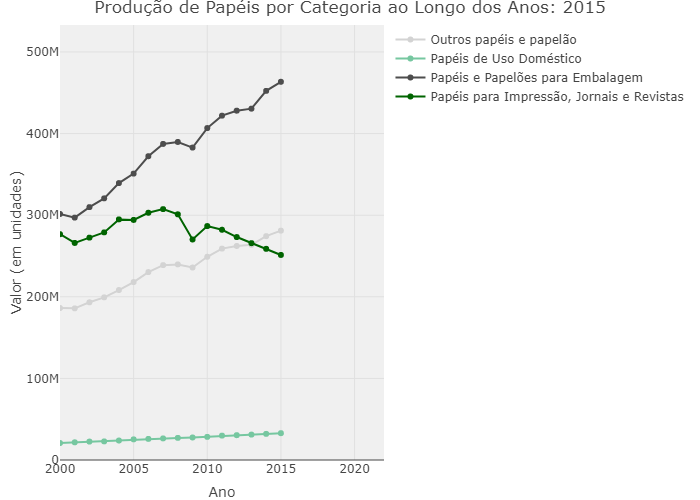 Produção de Papéis por Categoria ao Longo dos Anos: 2015
Outros papéis e papelão
Papéis de Uso Doméstico
Papéis e Papelões para Embalagem
Papéis para Impressão, Jornais e Revistas
Valor (em unidades)
500M
400M
300M
200M
100M
0
2000
2005
2010
2015
2020
Ano